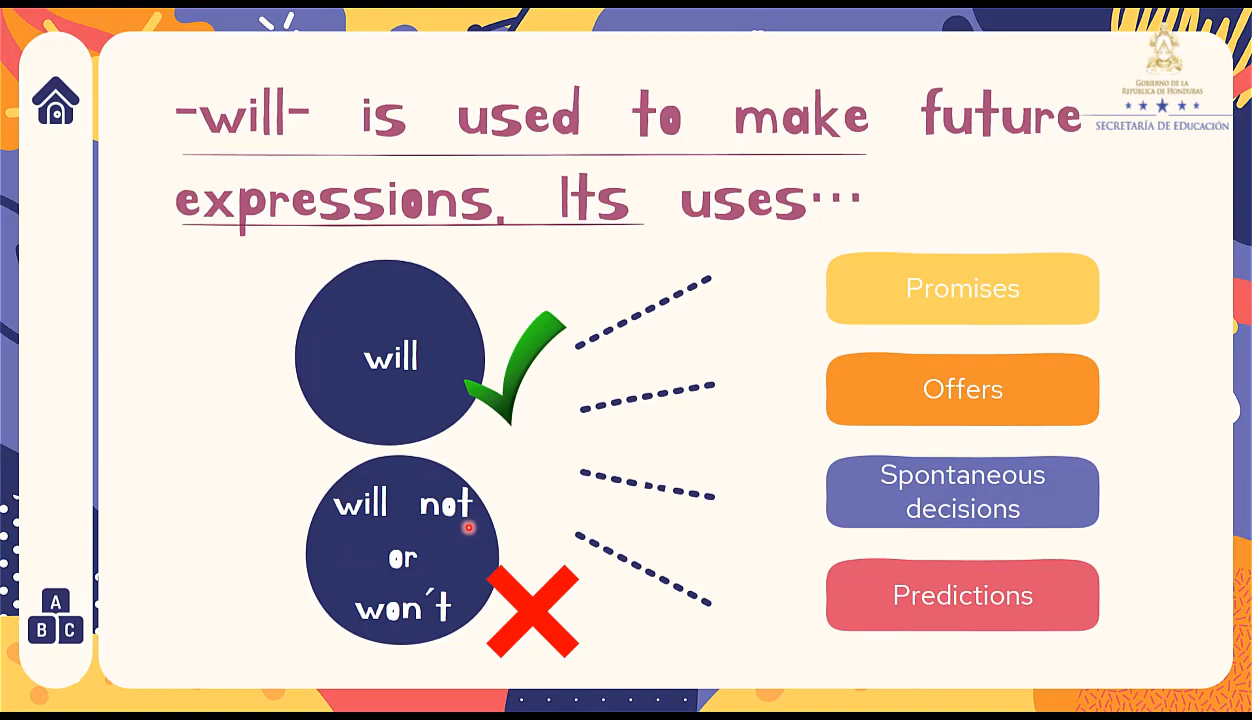 -will- is used to make future
expressions. Its uses...
GOBIERNO DE LA
REPÚBLICA DE HONDURAS
SECRETARÍA DE EDUCACIÓN
will
will not
or
won´t
Promises
Offers
Spontaneous
decisions
Predictions
A
B C